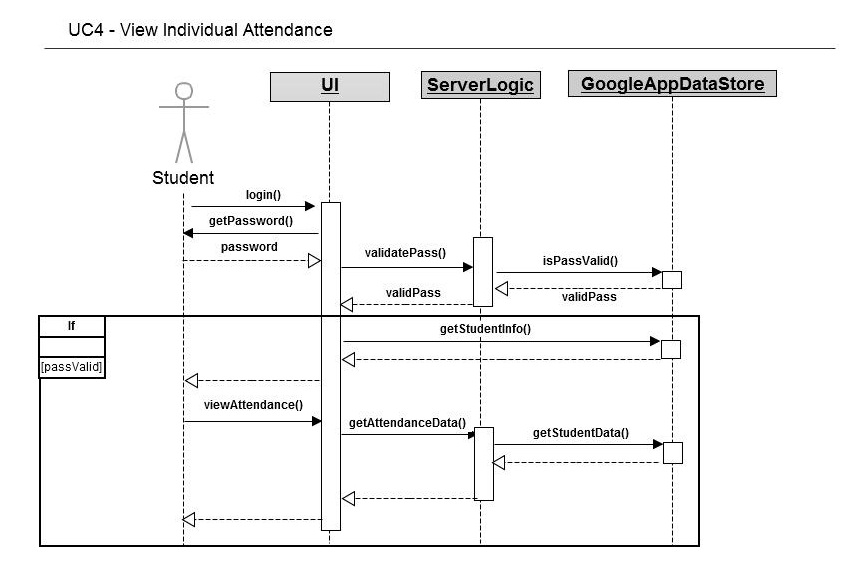 UC4 - View Individual Attendance
UI
ServerLogic
GoogleAppDataStore
Student
login()
getPassword()
password
validatePass()
isPassValid()
validPass
validPass
If
getStudentInfo()
[passValid]
viewAttendance()
getAttendanceData()
getStudentData()